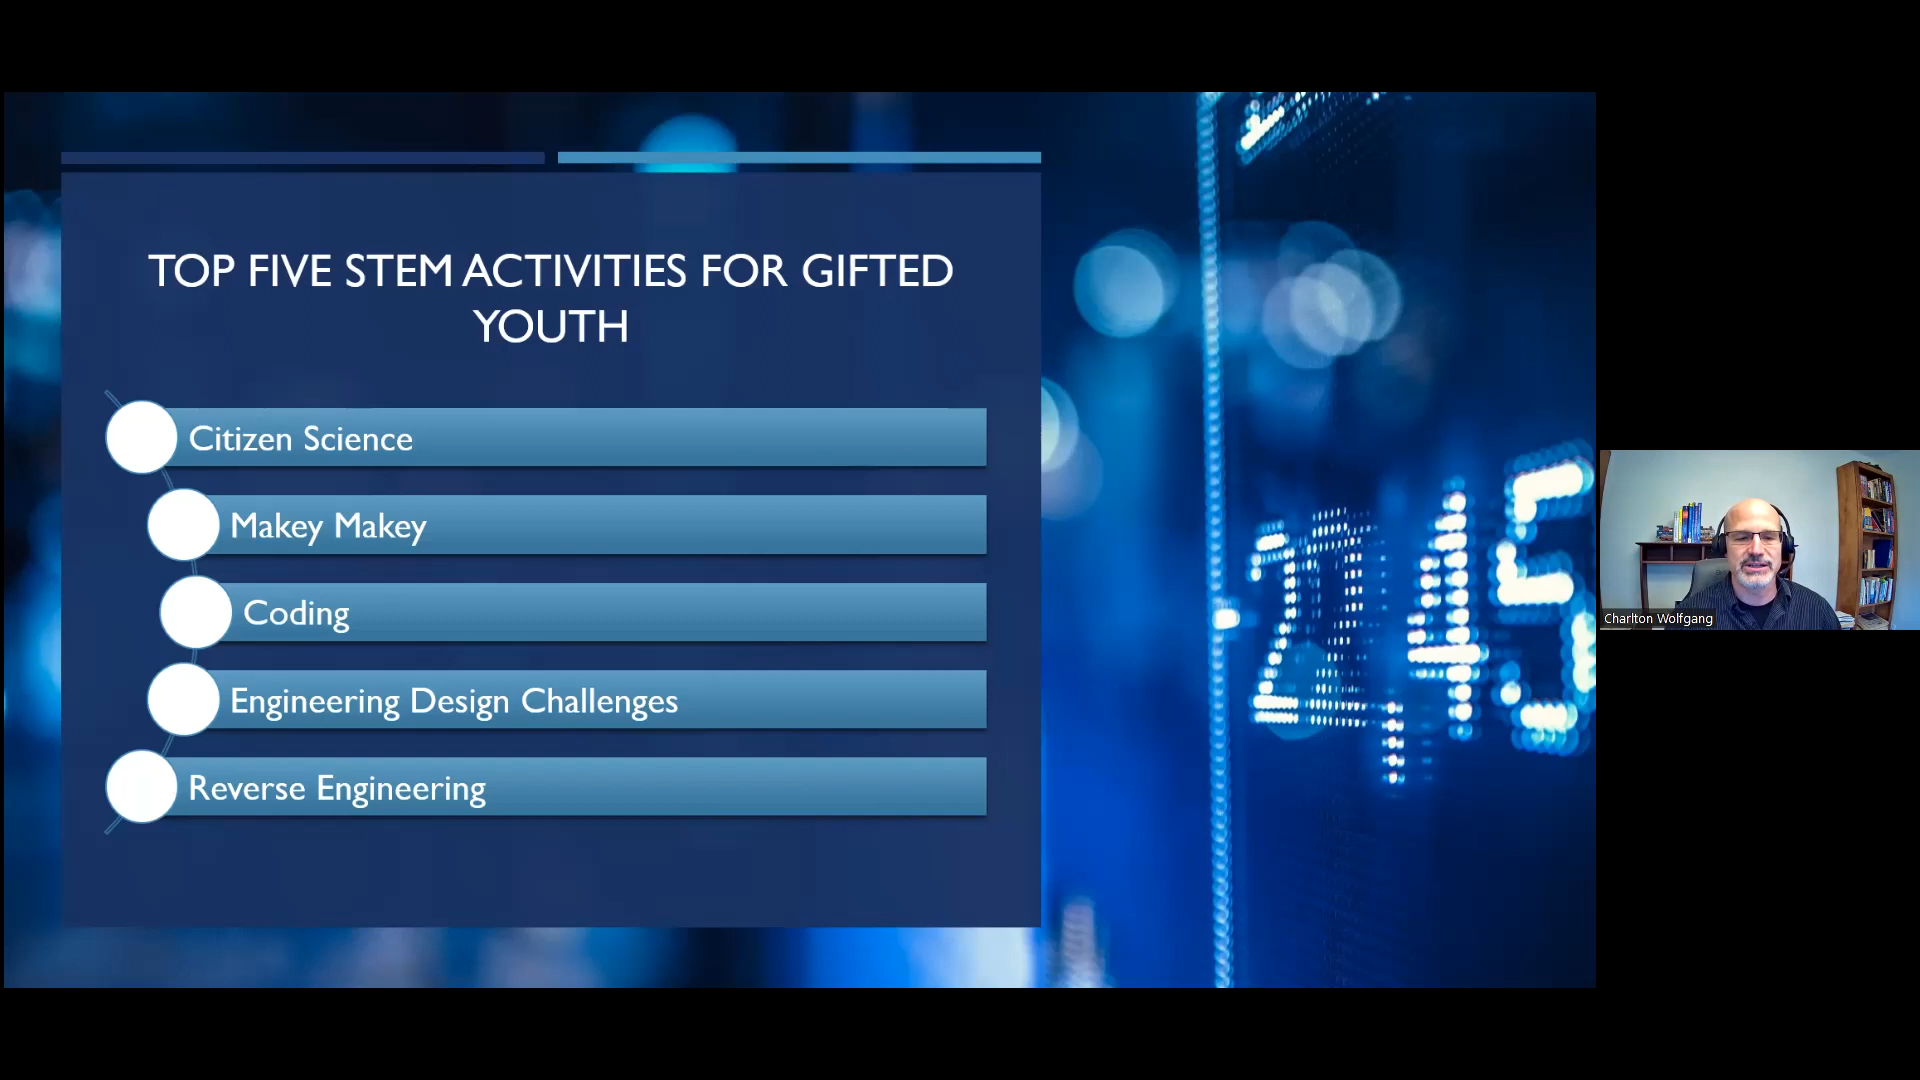 TOP FIVE STEM ACTIVITIES FOR GIFTED
YOUTH
Citizen Science
Makey Makey
Coding
Engineering Design Challenges
Reverse Engineering
Charlton Wolfgang